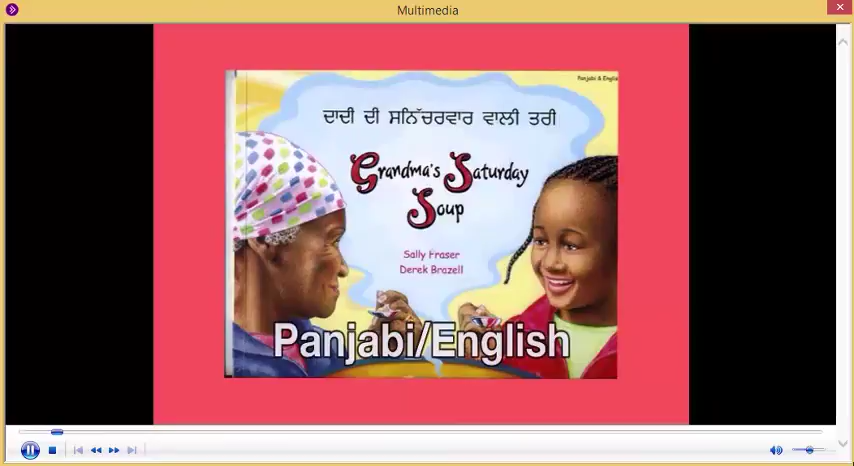 Multimedia
Panjabi & English
ਦਾਦੀ ਦੀ ਸਨਿੱਚਰਵਾਰ ਵਾਲੀ ਤਰੀ
Grandma's Saturday
Soup
Sally Fraser
Derek Brazell
Panjabi/English